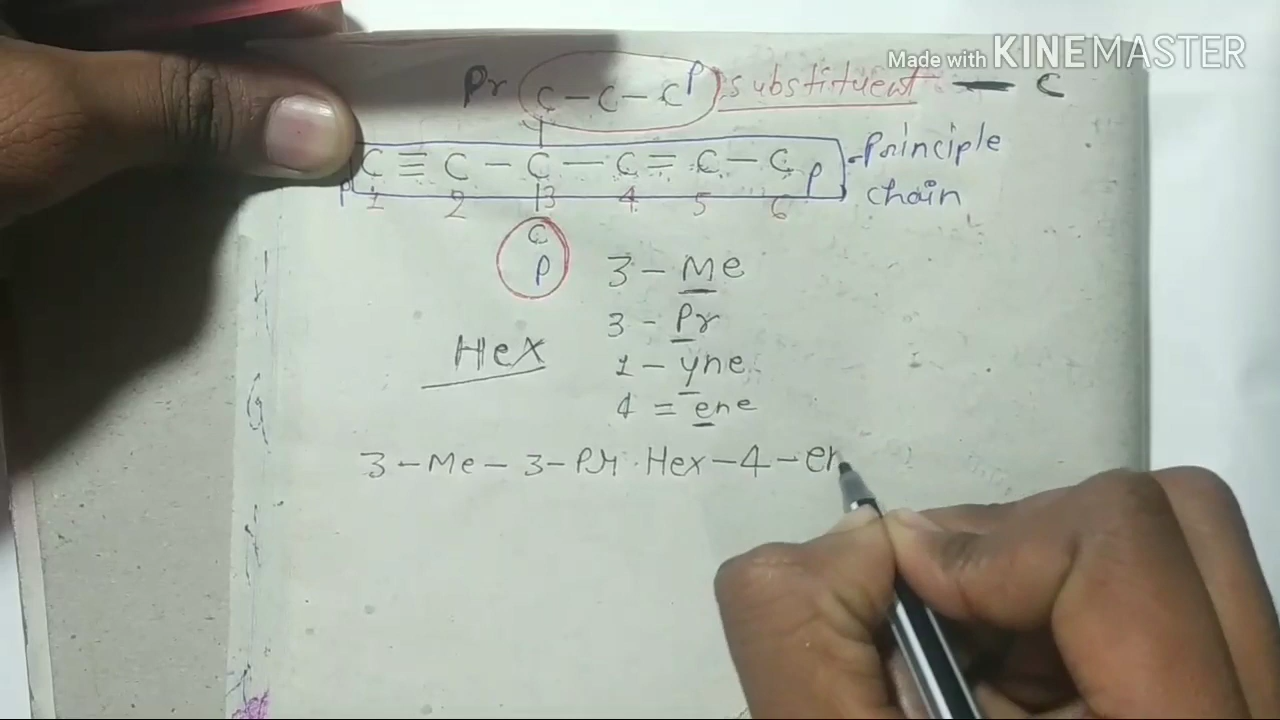 Made with KINEMASTER
Pr C - C - C P substituent - C
C ≡ C - C - C = C - C P - Principle
P 1 2 3 4 5 6 chain
C
P
3 - Me
3 - Pr
Hex
1 - yne
4 = ene
3 - Me - 3 - Pr Hex - 4 - en